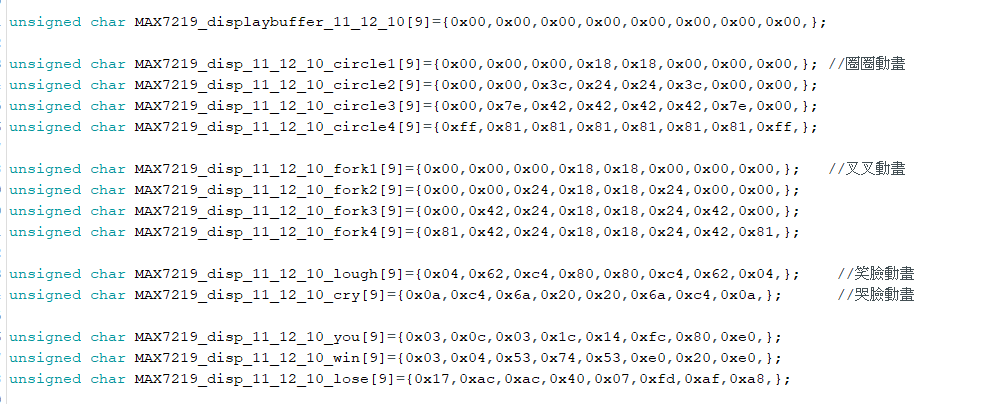 unsigned char MAX7219_displaybuffer_11_12_10[9]={0x00,0x00,0x00,0x00,0x00,0x00,0x00,0x00,};
unsigned char MAX7219_disp_11_12_10_circle1[9]={0x00,0x00,0x00,0x18,0x18,0x00,0x00,0x00,}; //圈圈動畫
unsigned char MAX7219_disp_11_12_10_circle2[9]={0x00,0x00,0x3c,0x24,0x24,0x3c,0x00,0x00,};
unsigned char MAX7219_disp_11_12_10_circle3[9]={0x00,0x7e,0x42,0x42,0x42,0x42,0x7e,0x00,};
unsigned char MAX7219_disp_11_12_10_circle4[9]={0xff,0x81,0x81,0x81,0x81,0x81,0x81,0xff,};
unsigned char MAX7219_disp_11_12_10_fork1[9]={0x00,0x00,0x00,0x18,0x18,0x00,0x00,0x00,}; //叉叉動畫
unsigned char MAX7219_disp_11_12_10_fork2[9]={0x00,0x00,0x24,0x18,0x18,0x24,0x00,0x00,};
unsigned char MAX7219_disp_11_12_10_fork3[9]={0x00,0x42,0x24,0x18,0x18,0x24,0x42,0x00,};
unsigned char MAX7219_disp_11_12_10_fork4[9]={0x81,0x42,0x24,0x18,0x18,0x24,0x42,0x81,};
unsigned char MAX7219_disp_11_12_10_lough[9]={0x04,0x62,0xc4,0x80,0x80,0xc4,0x62,0x04,}; //笑臉動畫
unsigned char MAX7219_disp_11_12_10_cry[9]={0x0a,0xc4,0x6a,0x20,0x20,0x6a,0xc4,0x0a,}; //哭臉動畫
unsigned char MAX7219_disp_11_12_10_you[9]={0x03,0x0c,0x03,0x1c,0x14,0xfc,0x80,0xe0,};
unsigned char MAX7219_disp_11_12_10_win[9]={0x03,0x04,0x53,0x74,0x53,0xe0,0x20,0xe0,};
unsigned char MAX7219_disp_11_12_10_lose[9]={0x17,0xac,0xac,0x40,0x07,0xfd,0xaf,0xa8,};